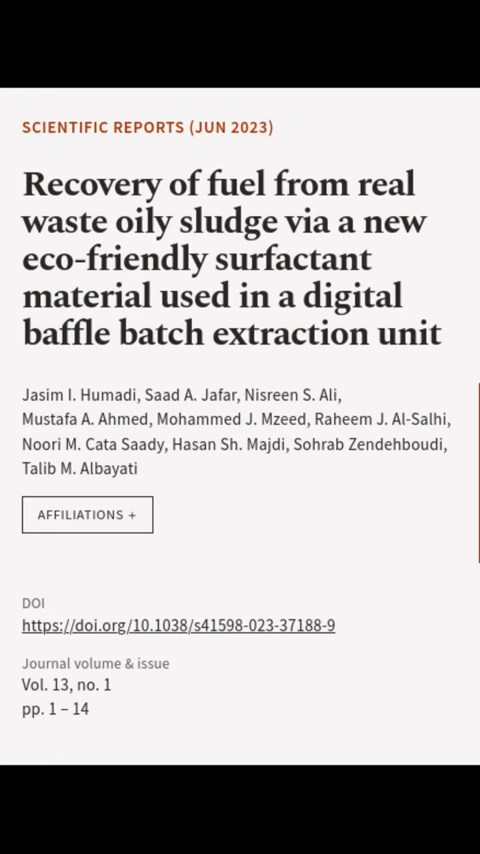 SCIENTIFIC REPORTS (JUN 2023)
Recovery of fuel from real
waste oily sludge via a new
eco-friendly surfactant
material used in a digital
baffle batch extraction unit
Jasim I. Humadi, Saad A. Jafar, Nisreen S. Ali,
Mustafa A. Ahmed, Mohammed J. Mzeed, Raheem J. Al-Salhi,
Noori M. Cata Saady, Hasan Sh. Majdi, Sohrab Zendehboudi,
Talib M. Albayati
AFFILIATIONS +
DOI
https://doi.org/10.1038/s41598-023-37188-9
Journal volume & issue
Vol. 13, no. 1
pp. 1 – 14